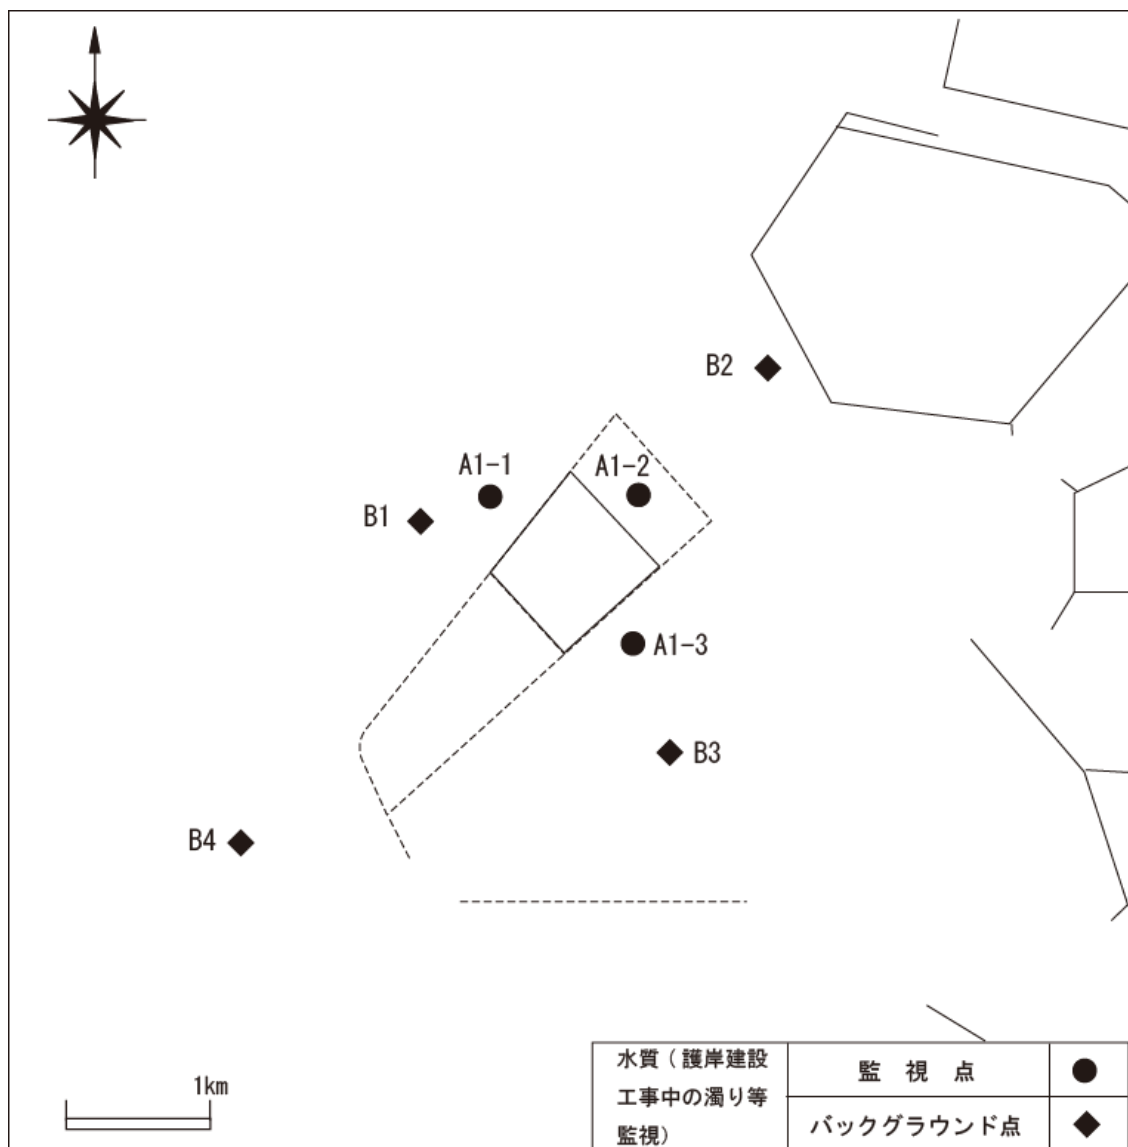 B2
A1-1
A1-2
B1
A1-3
B3
B4
1km
水質(護岸建設
工事中の濁り等
監視)
監視点
バックグラウンド点